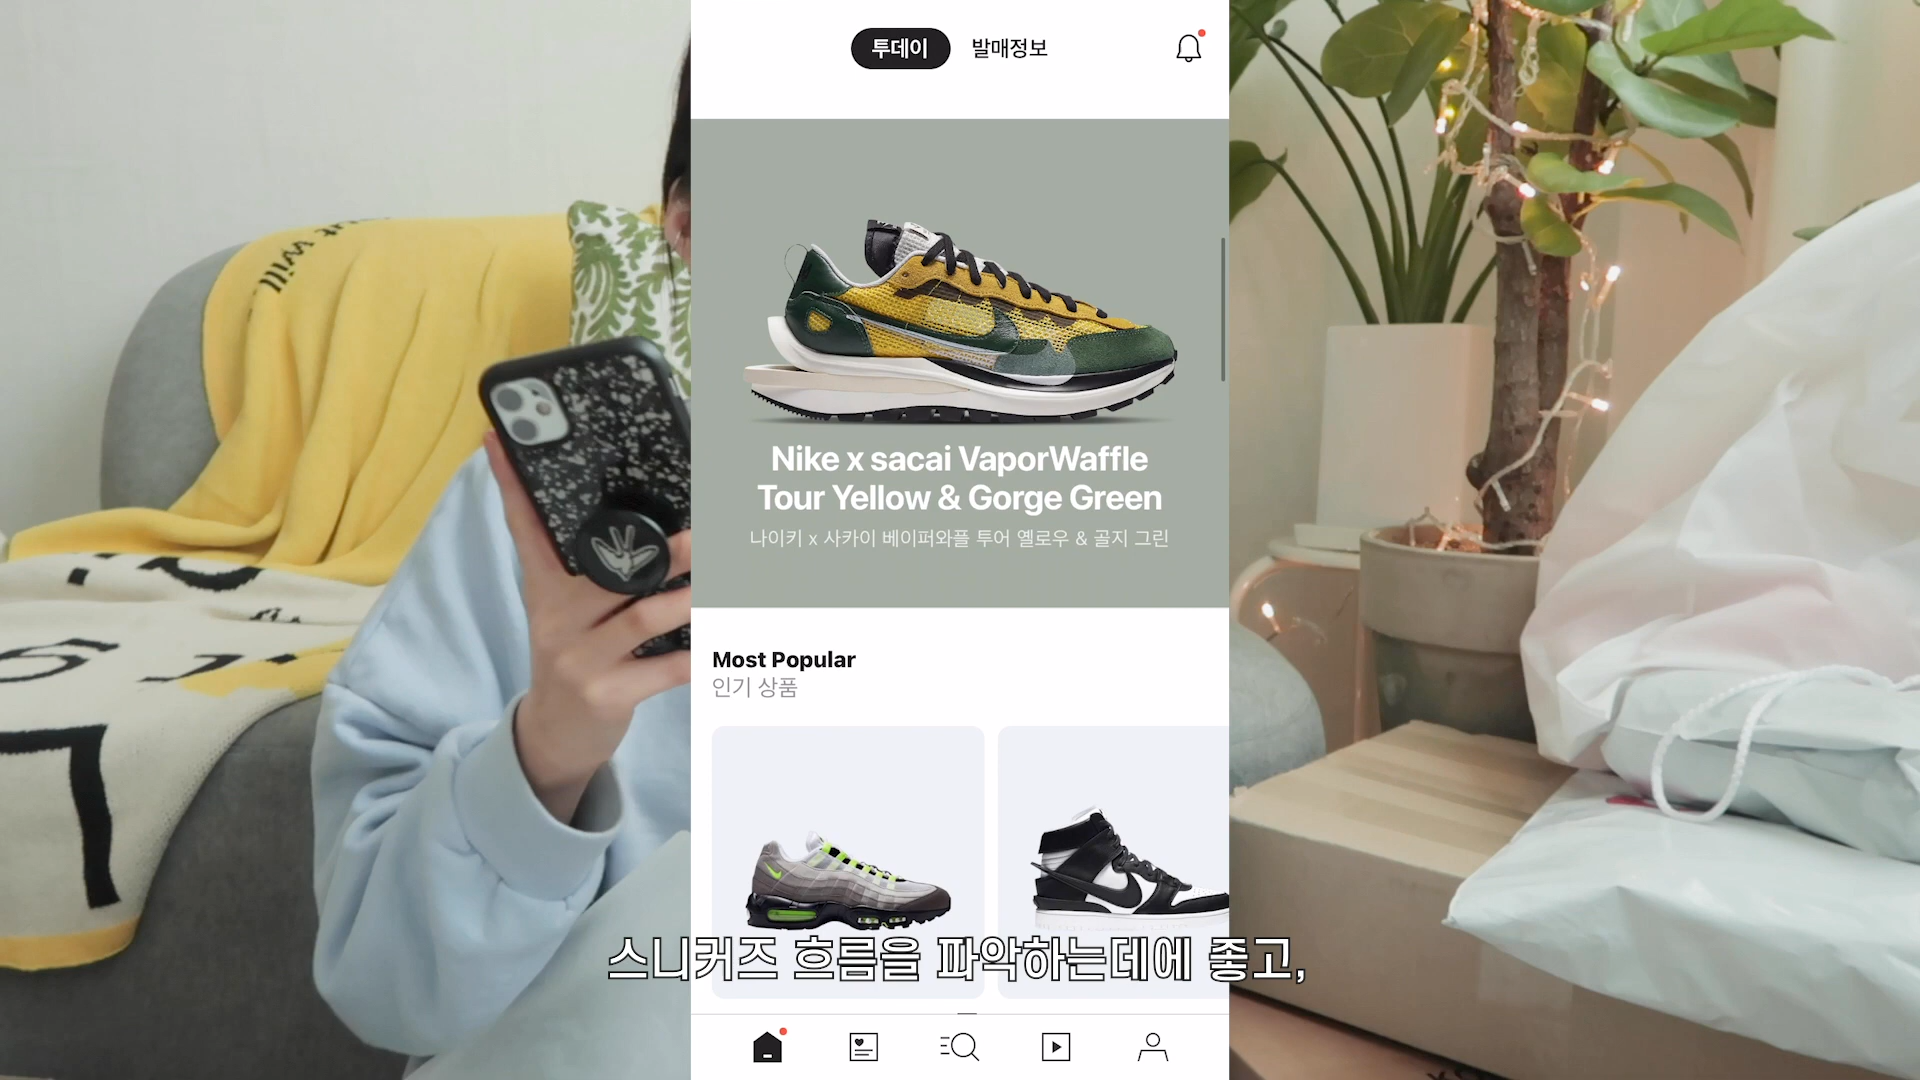 투데이
발매정보
Nike x sacai VaporWaffle
Tour Yellow & Gorge Green
나이키 x 사카이 베이퍼와플 투어 옐로우 & 골지 그린
Most Popular
인기 상품
스니커즈 흐름을 파악하는데에 좋고,
will